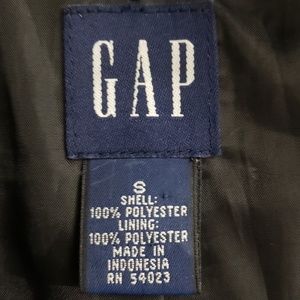 GAP
S
SHELL:
100% POLYESTER
LINING:
100% POLYESTER
MADE IN
INDONESIA
RN 54023